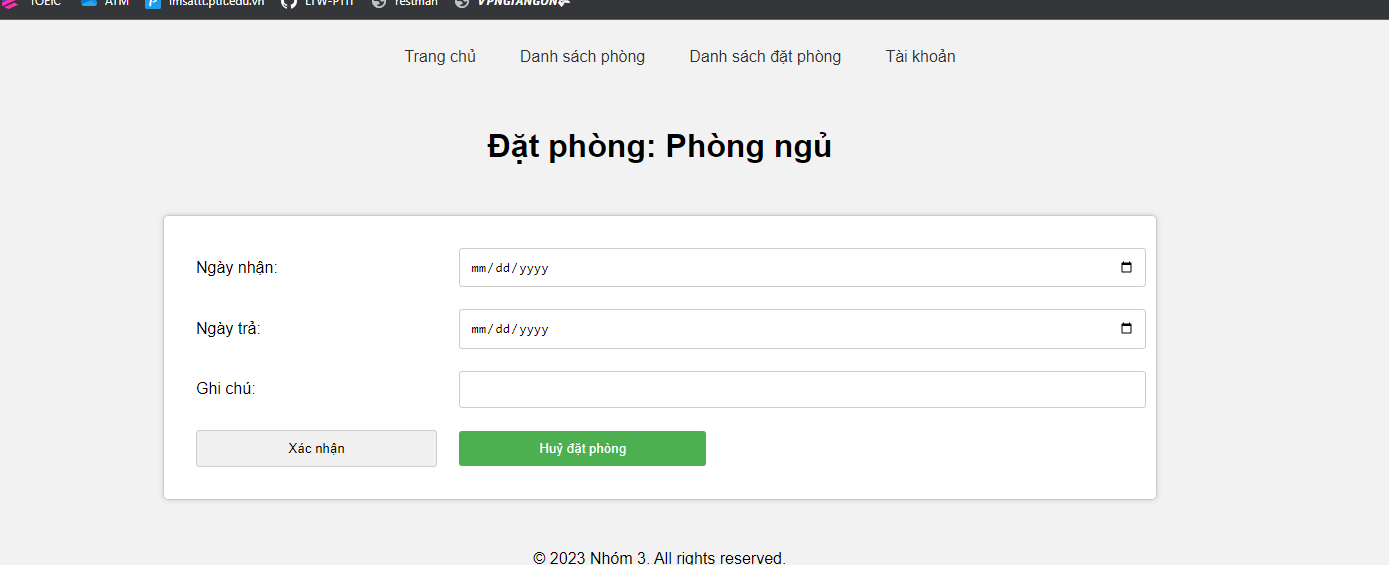 TOEIC ATM lmsattt.ptit.edu.vn LTW-PTIT Testman VPNGIANGUN
Trang chủ Danh sách phòng Danh sách đặt phòng Tài khoản
Đặt phòng: Phòng ngủ
Ngày nhận: mm/dd/yyyy
Ngày trả: mm/dd/yyyy
Ghi chú:
Xác nhận Huỷ đặt phòng
© 2023 Nhóm 3. All rights reserved.